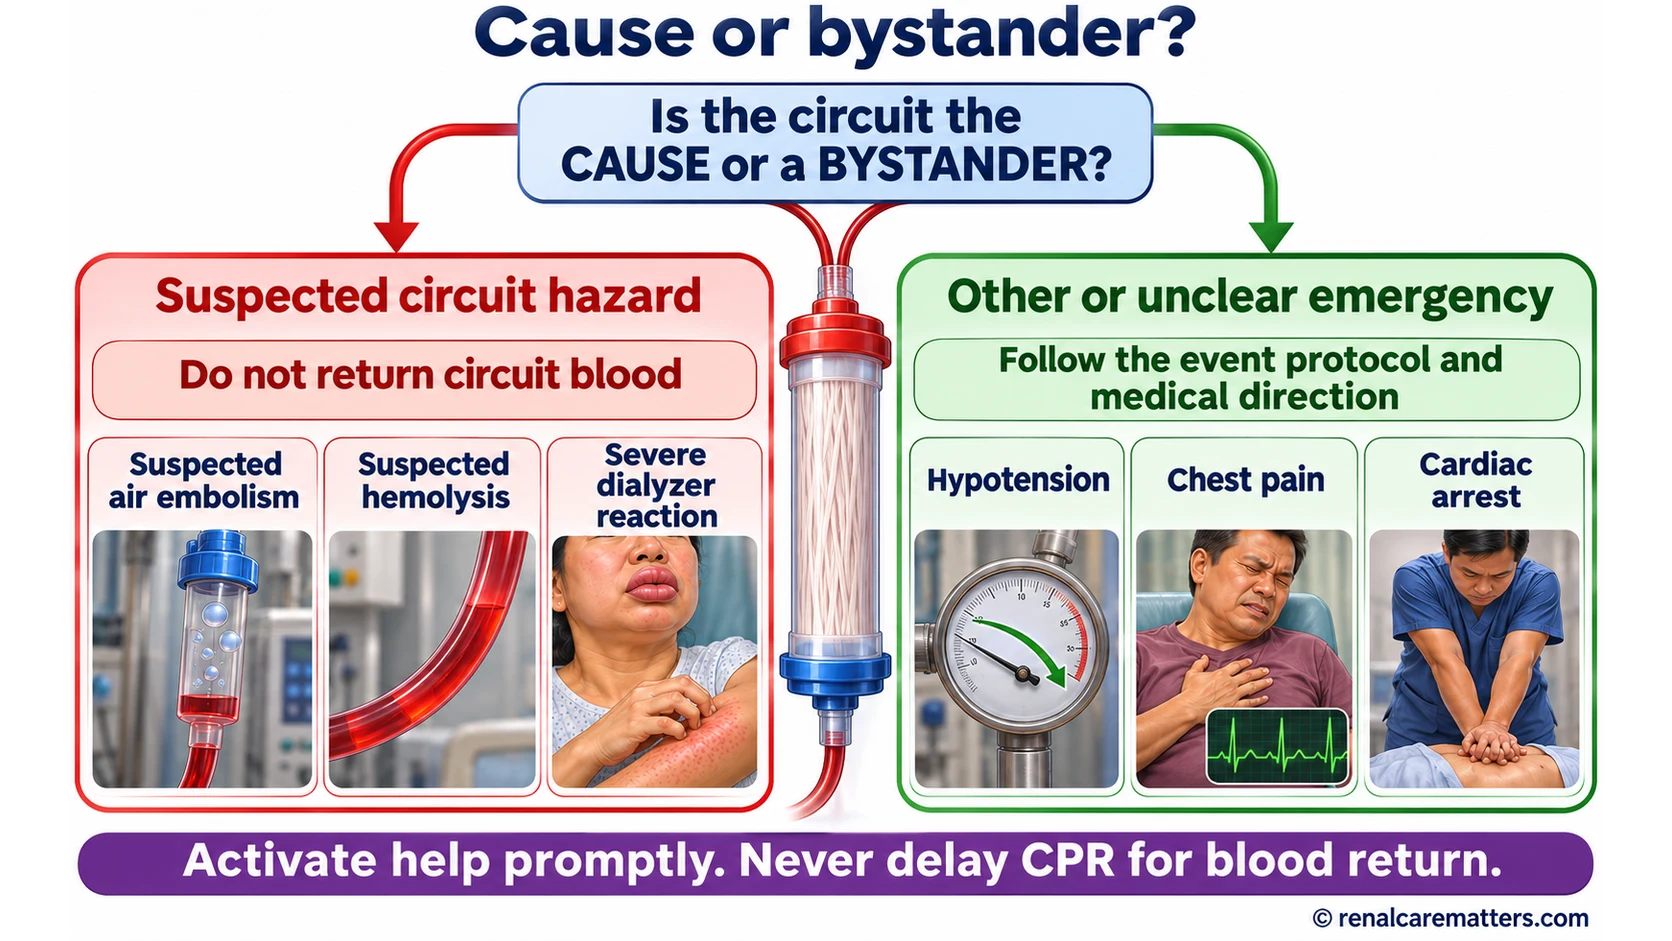 Cause or bystander?
Is the circuit the
CAUSE or a BYSTANDER?
Suspected circuit hazard
Do not return circuit blood
Suspected
air embolism
Suspected
hemolysis
Severe
dialyzer
reaction
Other or unclear emergency
Follow the event protocol and
medical direction
Hypotension
Chest pain
Cardiac
arrest
10
15
Activate help promptly. Never delay CPR for blood return.
© renalcarematters.com